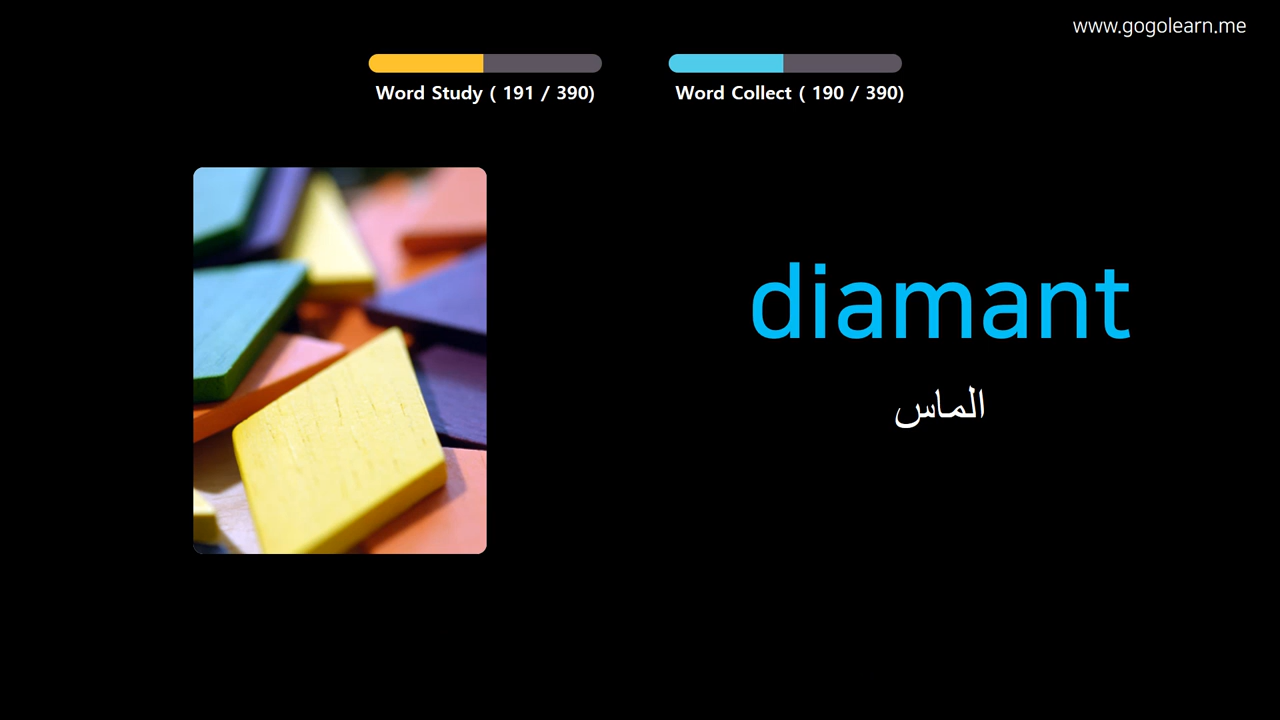 www.gogolearn.me
Word Study ( 191 / 390)
Word Collect ( 190 / 390)
diamant
الماس